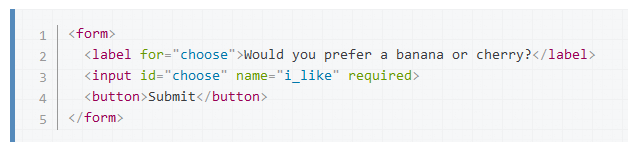 1 <form>
2   <label for="choose">Would you prefer a banana or cherry?</label>
3   <input id="choose" name="i_like" required>
4   <button>Submit</button>
5 </form>